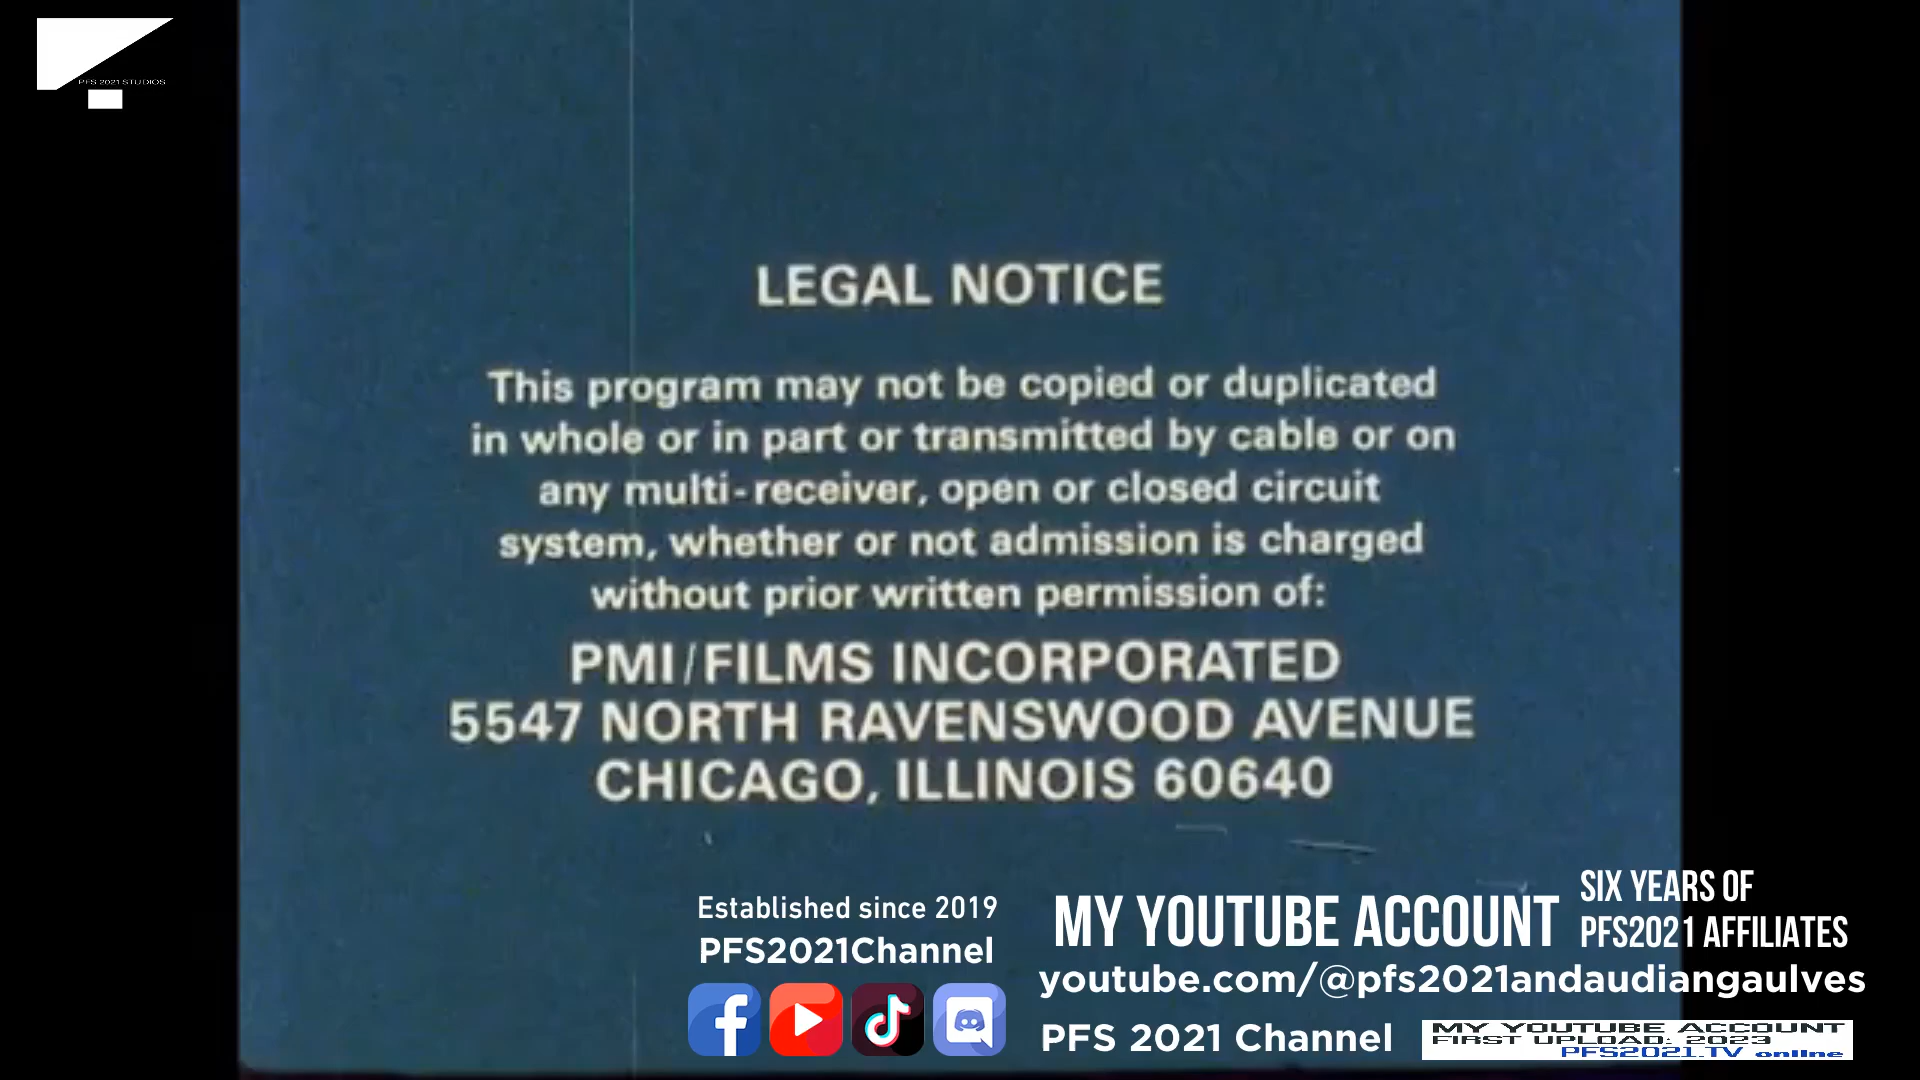 PFS 2021 STUDIOS
LEGAL NOTICE
This program may not be copied or duplicated
in whole or in part or transmitted by cable or on
any multi-receiver, open or closed circuit
system, whether or not admission is charged
without prior written permission of:
PMI/FILMS INCORPORATED
5547 NORTH RAVENSWOOD AVENUE
CHICAGO, ILLINOIS 60640
Established since 2019
PFS2021Channel
MY YOUTUBE ACCOUNT
SIX YEARS OF
PFS2021 AFFILIATES
youtube.com/@pfs2021andaudiangaulves
PFS 2021 Channel
MY YOUTUBE ACCOUNT
FIRST UPLOAD: 2023
PFS2021.TV online